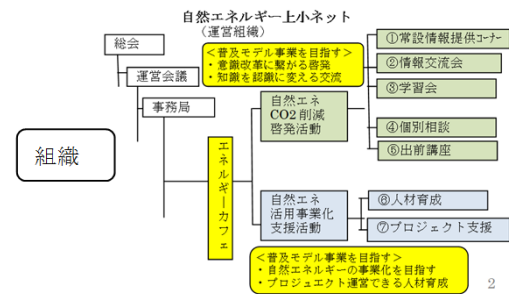 自然エネルギー上小ネット
（運営組織）
総会
運営会議
事務局
組織
＜普及モデル事業を目指す＞
・意識改革に繋がる啓発
・知識を認識に変える交流
エネルギーカフェ
自然エネ
CO2削減
啓発活動
①常設情報提供ｺｰﾅｰ
②情報交流会
③学習会
④個別相談
⑤出前講座
自然エネ
活用事業化
支援活動
⑥人材育成
⑦プロジェクト支援
＜普及モデル事業を目指す＞
・自然エネルギーの事業化を目指す
・プロジュエクト運営できる人材育成
2